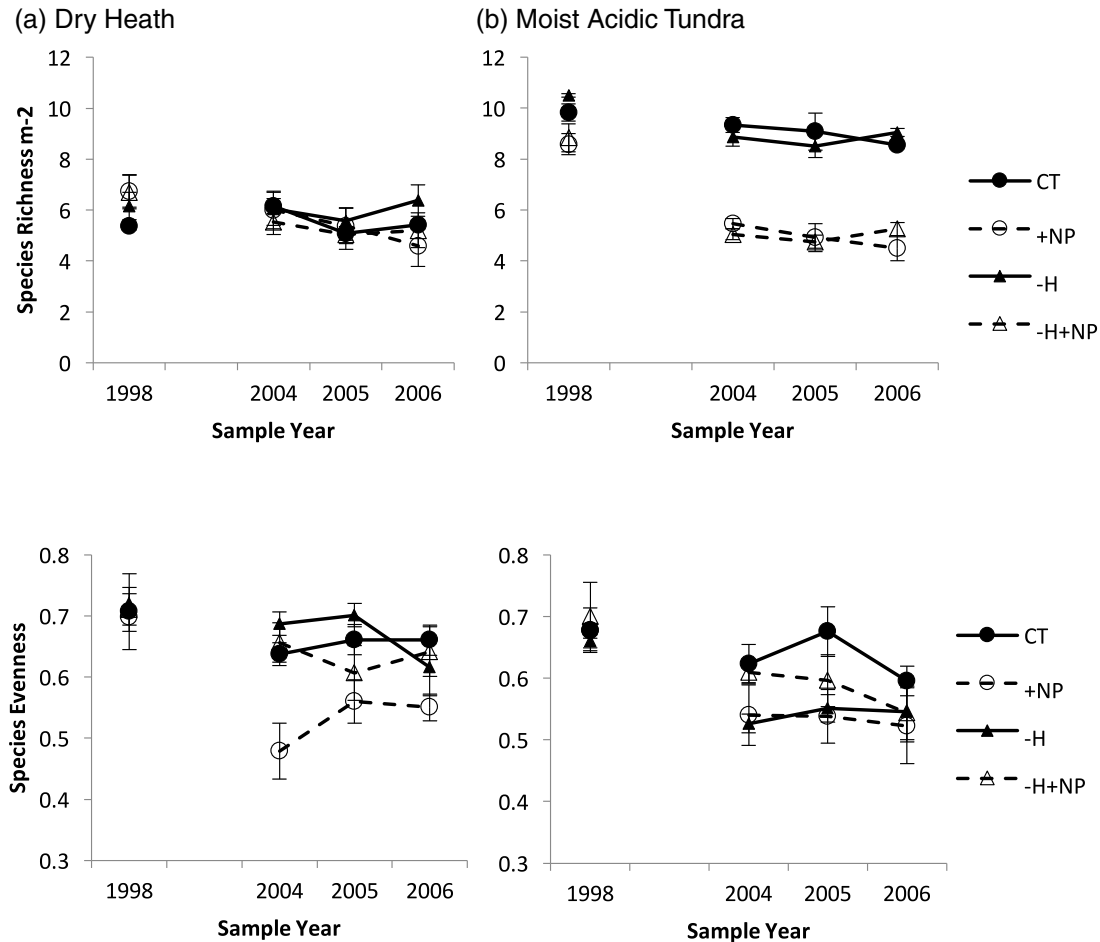 (a) Dry Heath
(b) Moist Acidic Tundra
Species Richness m-2
12
10
8
6
4
2
0
1998 2004 2005 2006
Sample Year
12
10
8
6
4
2
0
1998 2004 2005 2006
Sample Year
CT
+NP
-H
-H+NP
Species Evenness
0.8
0.7
0.6
0.5
0.4
0.3
1998 2004 2005 2006
Sample Year
0.8
0.7
0.6
0.5
0.4
0.3
1998 2004 2005 2006
Sample Year
CT
+NP
-H
-H+NP